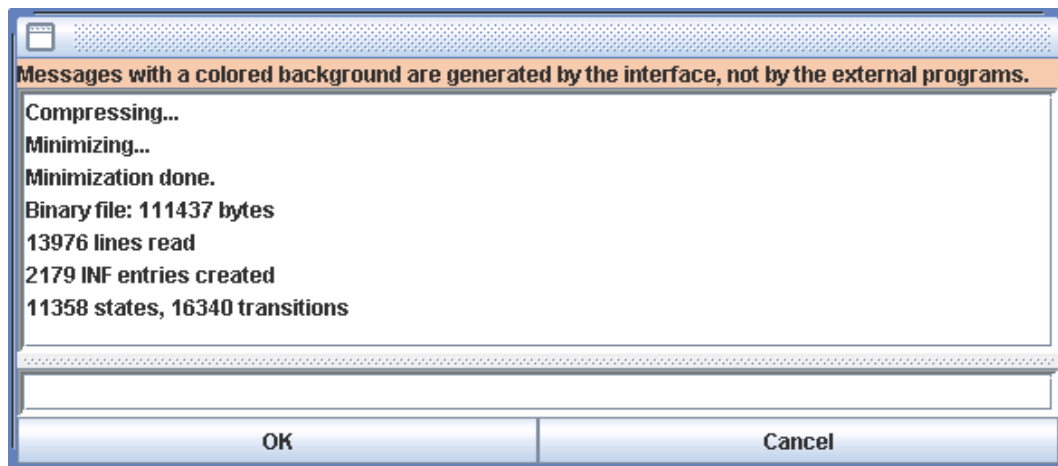 Messages with a colored background are generated by the interface, not by the external programs.
Compressing...
Minimizing...
Minimization done.
Binary file: 111437 bytes
13976 lines read
2179 INF entries created
11358 states, 16340 transitions
OK Cancel